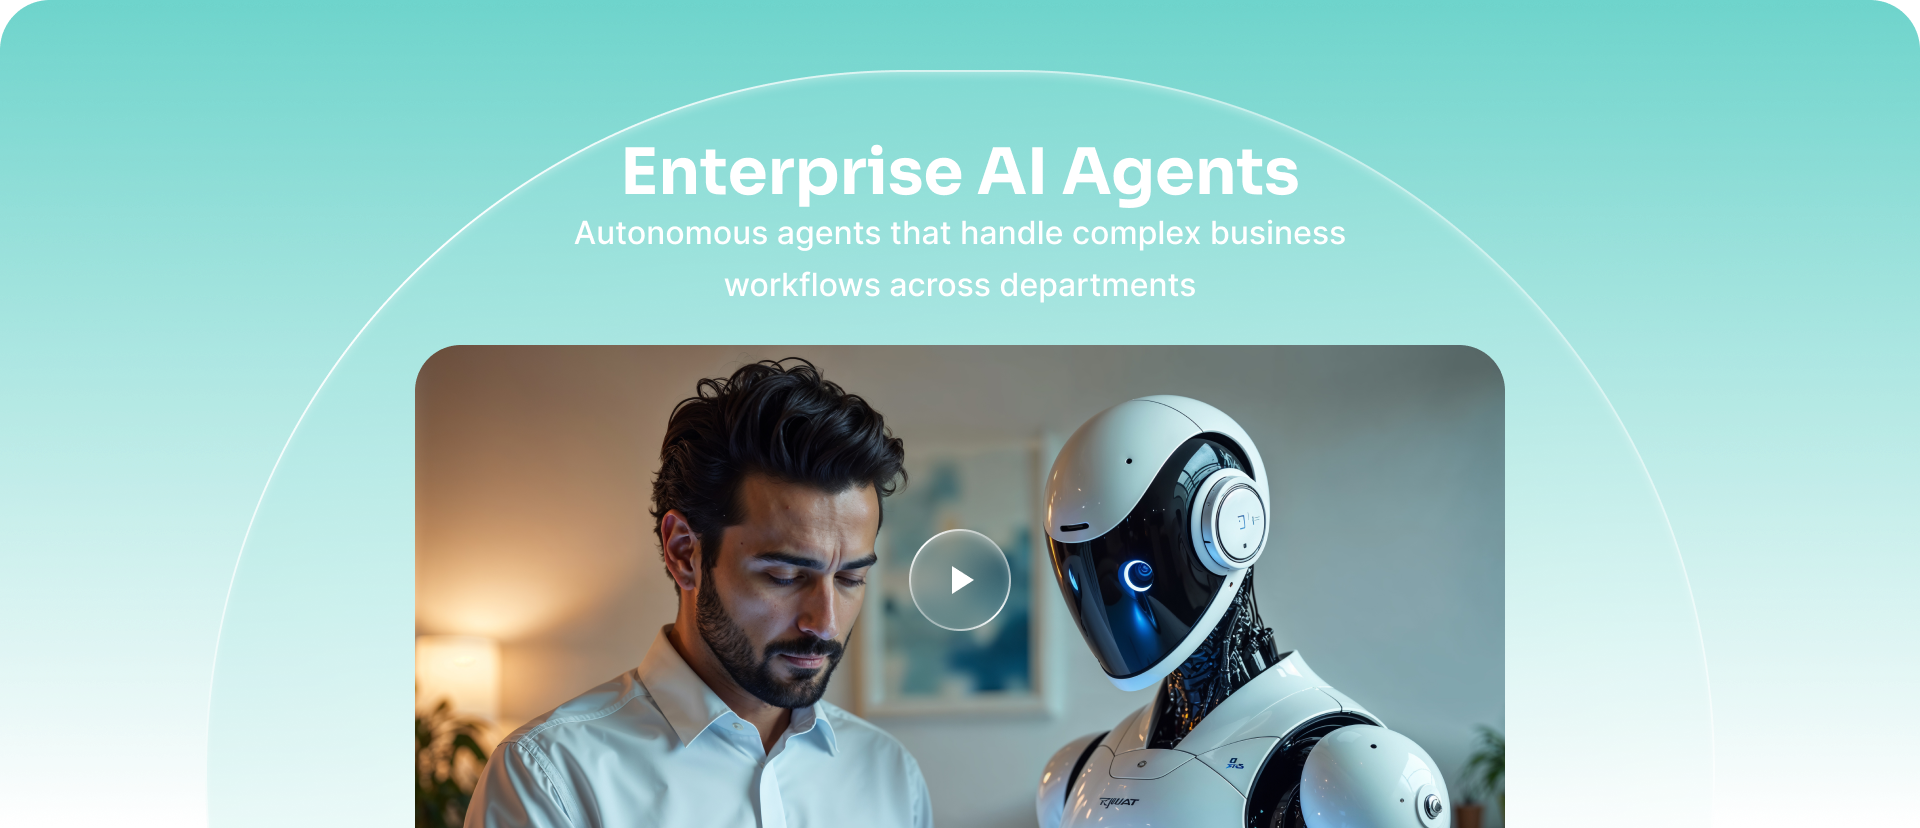 Enterprise AI Agents
Autonomous agents that handle complex business
workflows across departments